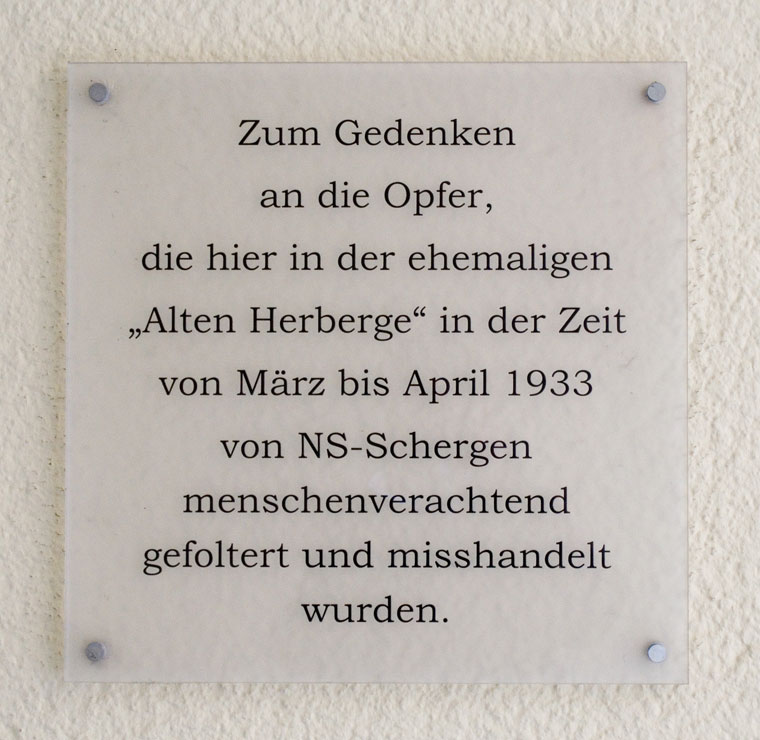 Zum Gedenken
an die Opfer,
die hier in der ehemaligen
„Alten Herberge“ in der Zeit
von März bis April 1933
von NS-Schergen
menschenverachtend
gefoltert und misshandelt
wurden.